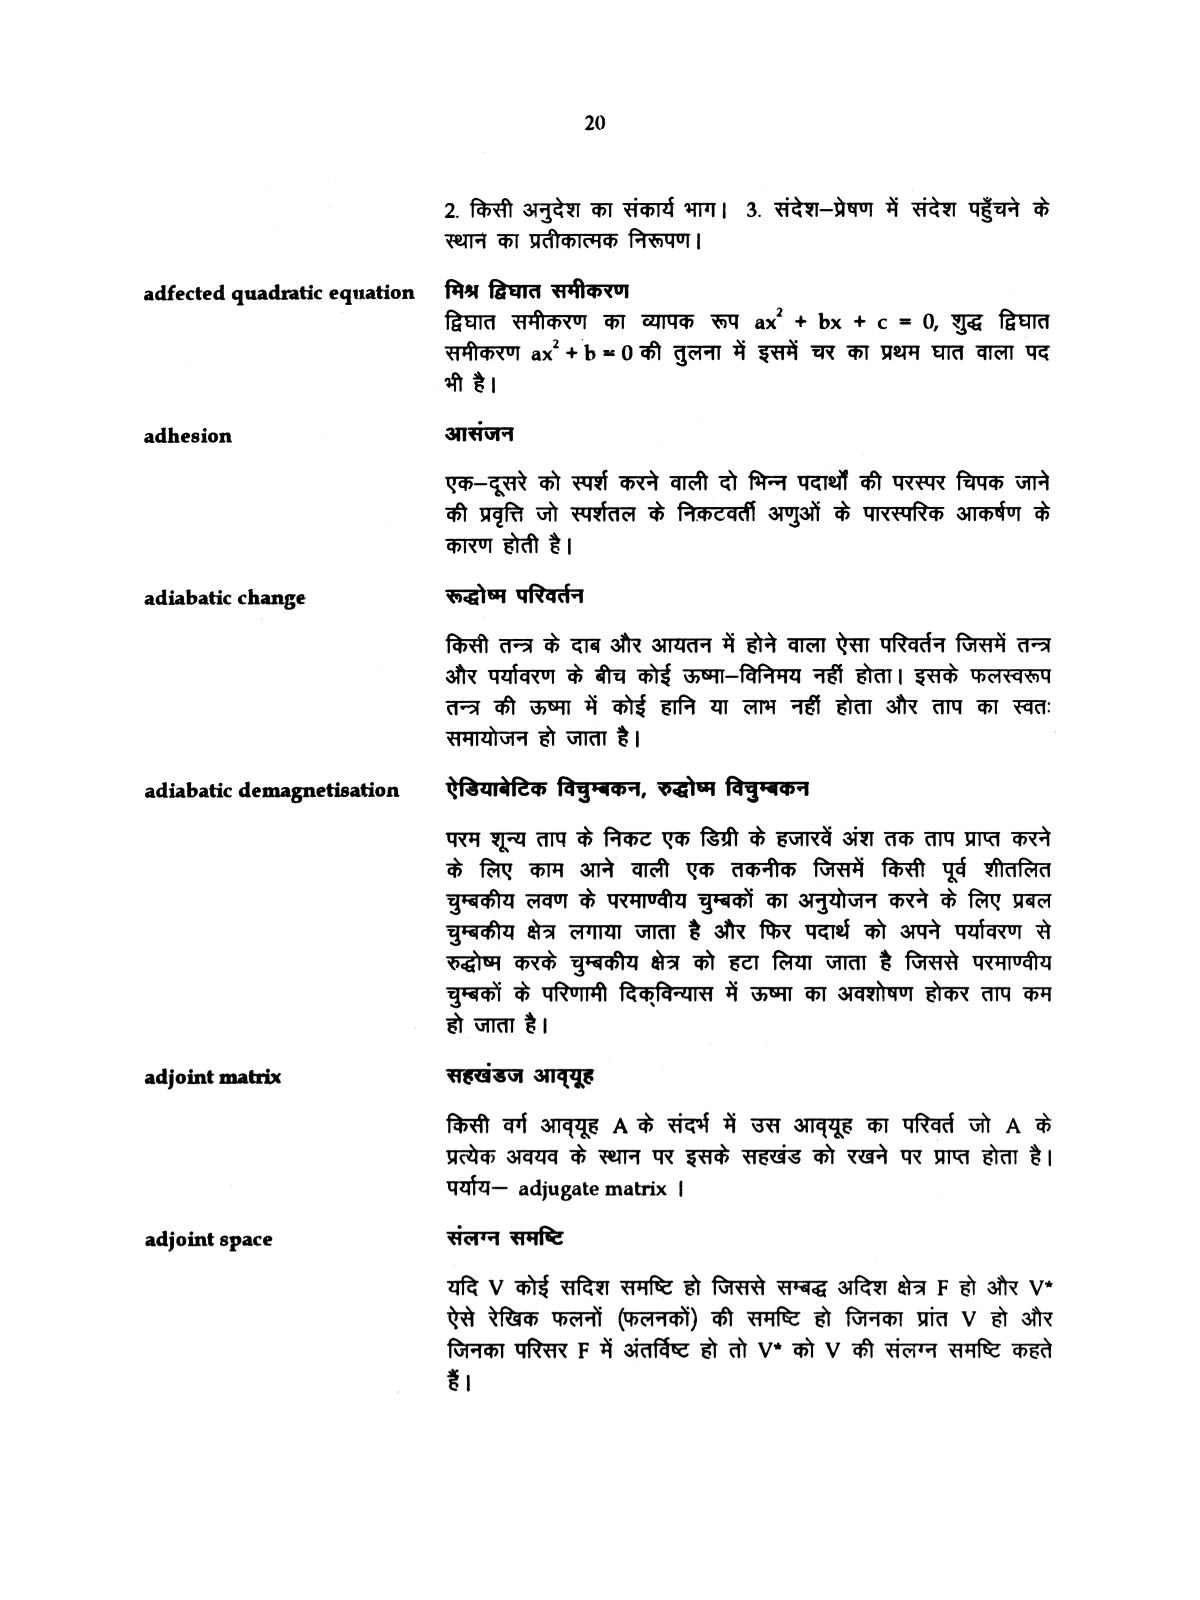 20
2. किसी अनुदेश का संकार्य भाग। 3. संदेश–प्रेषण में संदेश पहुँचने के
स्थान का प्रतीकात्मक निरूपण।
adfected quadratic equation मिश्र द्विघात समीकरण
द्विघात समीकरण का व्यापक रूप ax² + bx + c = 0, शुद्ध द्विघात
समीकरण ax² + b = 0 की तुलना में इसमें चर का प्रथम घात वाला पद
भी है।
adhesion आसंजन
एक–दूसरे को स्पर्श करने वाली दो भिन्न पदार्थों की परस्पर चिपक जाने
की प्रवृत्ति जो स्पर्शतल के निकटवर्ती अणुओं के पारस्परिक आकर्षण के
कारण होती है।
adiabatic change रूद्धोष्म परिवर्तन
किसी तन्त्र के दाब और आयतन में होने वाला ऐसा परिवर्तन जिसमें तन्त्र
और पर्यावरण के बीच कोई ऊष्मा–विनिमय नहीं होता। इसके फलस्वरूप
तन्त्र की ऊष्मा में कोई हानि या लाभ नहीं होता और ताप का स्वतः
समायोजन हो जाता है।
adiabatic demagnetisation ऐडियाबेटिक विचुम्बकन, रुद्धोष्म विचुम्बकन
परम शून्य ताप के निकट एक डिग्री के हजारवें अंश तक ताप प्राप्त करने
के लिए काम आने वाली एक तकनीक जिसमें किसी पूर्व शीतलित
चुम्बकीय लवण के परमाण्वीय चुम्बकों का अनुयोजन करने के लिए प्रबल
चुम्बकीय क्षेत्र लगाया जाता है और फिर पदार्थ को अपने पर्यावरण से
रुद्धोष्म करके चुम्बकीय क्षेत्र को हटा लिया जाता है जिससे परमाण्वीय
चुम्बकों के परिणामी दिक्‌विन्यास में ऊष्मा का अवशोषण होकर ताप कम
हो जाता है।
adjoint matrix सहखंडज आव्‌यूह
किसी वर्ग आव्‌यूह A के संदर्भ में उस आव्‌यूह का परिवर्त जो A के
प्रत्येक अवयव के स्थान पर इसके सहखंड को रखने पर प्राप्त होता है।
पर्याय– adjugate matrix ।
adjoint space संलग्न समष्टि
यदि V कोई सदिश समष्टि हो जिससे सम्बद्ध अदिश क्षेत्र F हो और V*
ऐसे रेखिक फलनों (फलनकों) की समष्टि हो जिनका प्रांत V हो और
जिनका परिसर F में अंतर्विष्ट हो तो V* को V की संलग्न समष्टि कहते
हैं।